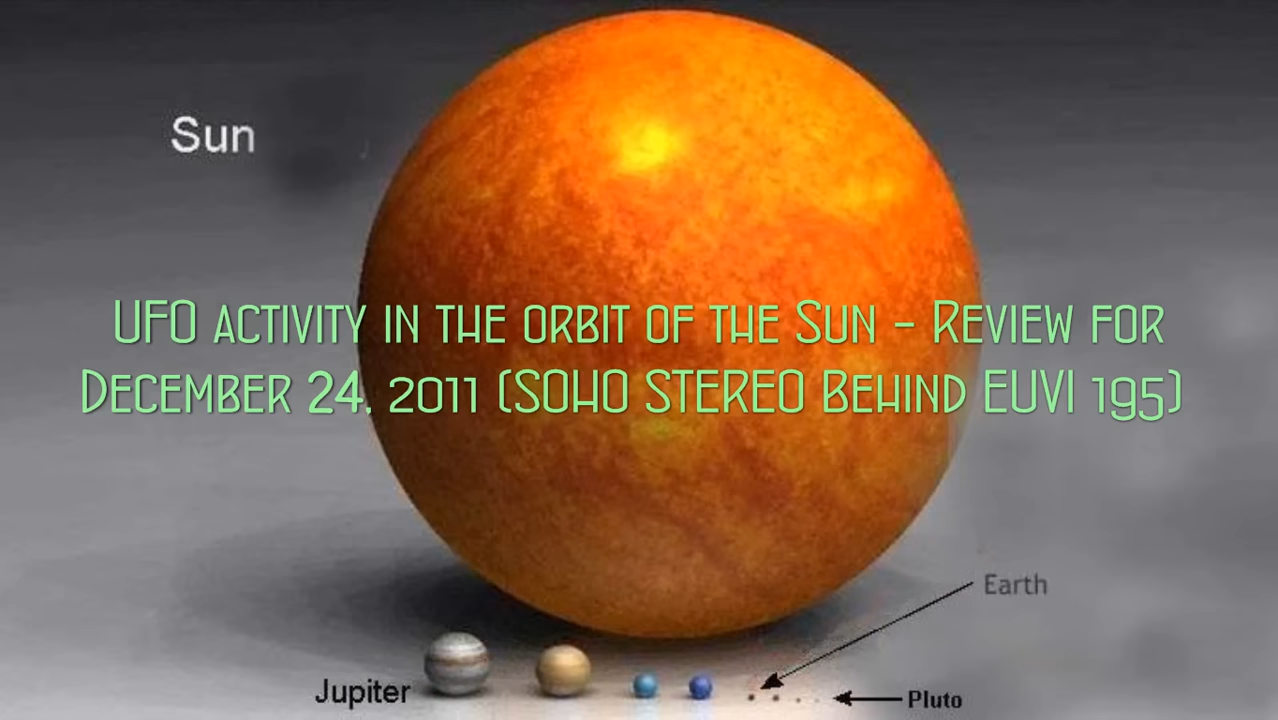 Sun
UFO activity in the orbit of the Sun - Review for
December 24, 2011 (SOHO STEREO Behind EUVI 195)
Earth
Jupiter
Pluto